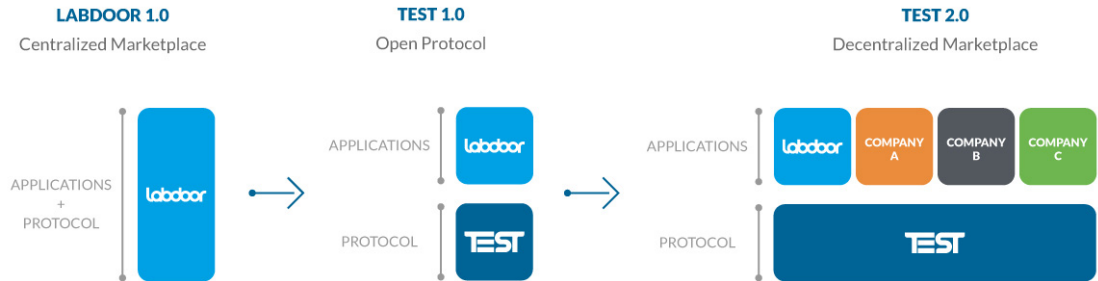 LABDOOR 1.0
Centralized Marketplace
APPLICATIONS
+
PROTOCOL
labdoor
TEST 1.0
Open Protocol
APPLICATIONS
labdoor
PROTOCOL
TEST
TEST 2.0
Decentralized Marketplace
APPLICATIONS
labdoor
COMPANY
A
COMPANY
B
COMPANY
C
PROTOCOL
TEST